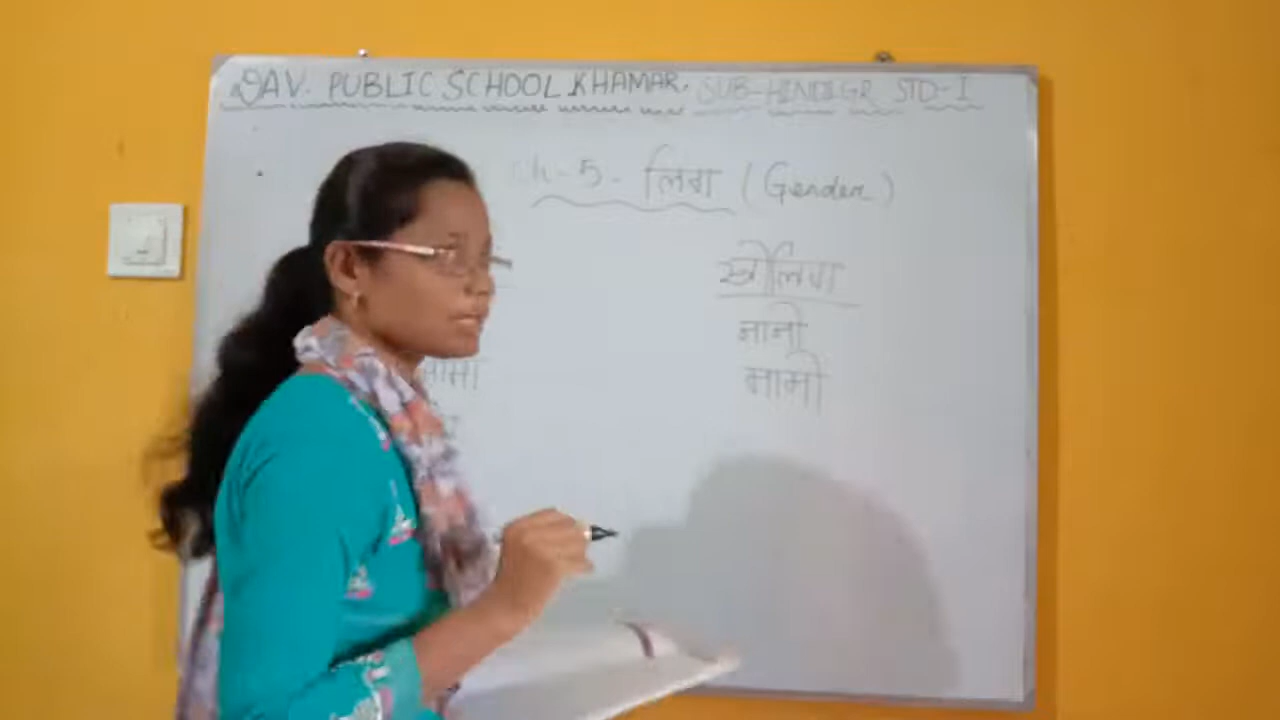 DAV. PUBLIC SCHOOL KHAMAR. SUB-HINDI GR STD-I
Ch-5- लिंग (Gender)
स्त्रीलिंग
नानी
मामा मामी